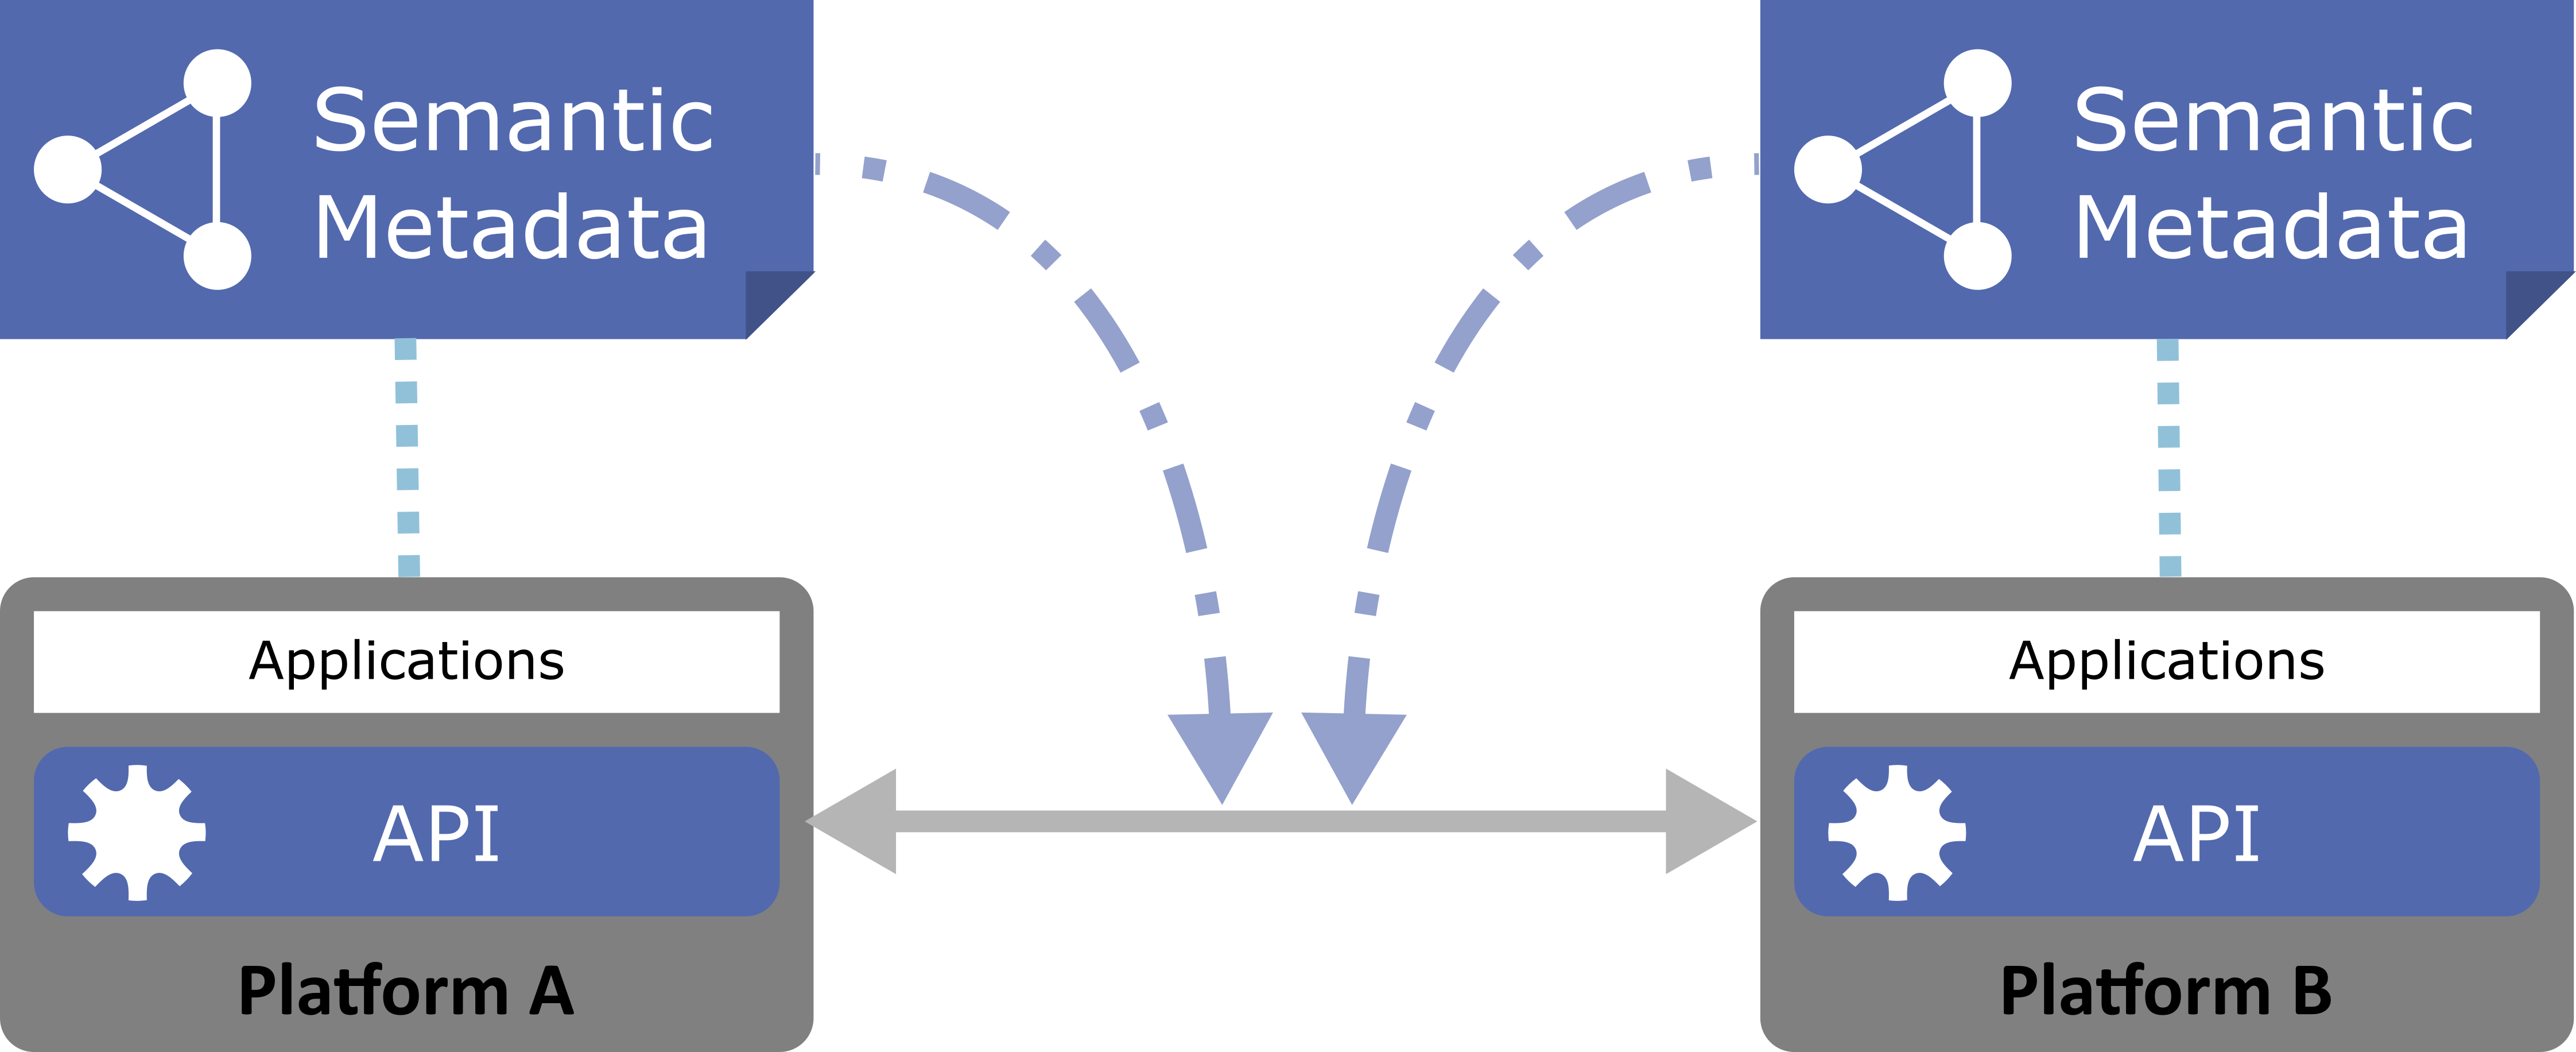 Semantic
Metadata
Semantic
Metadata
Applications
API
Platform A
Applications
API
Platform B